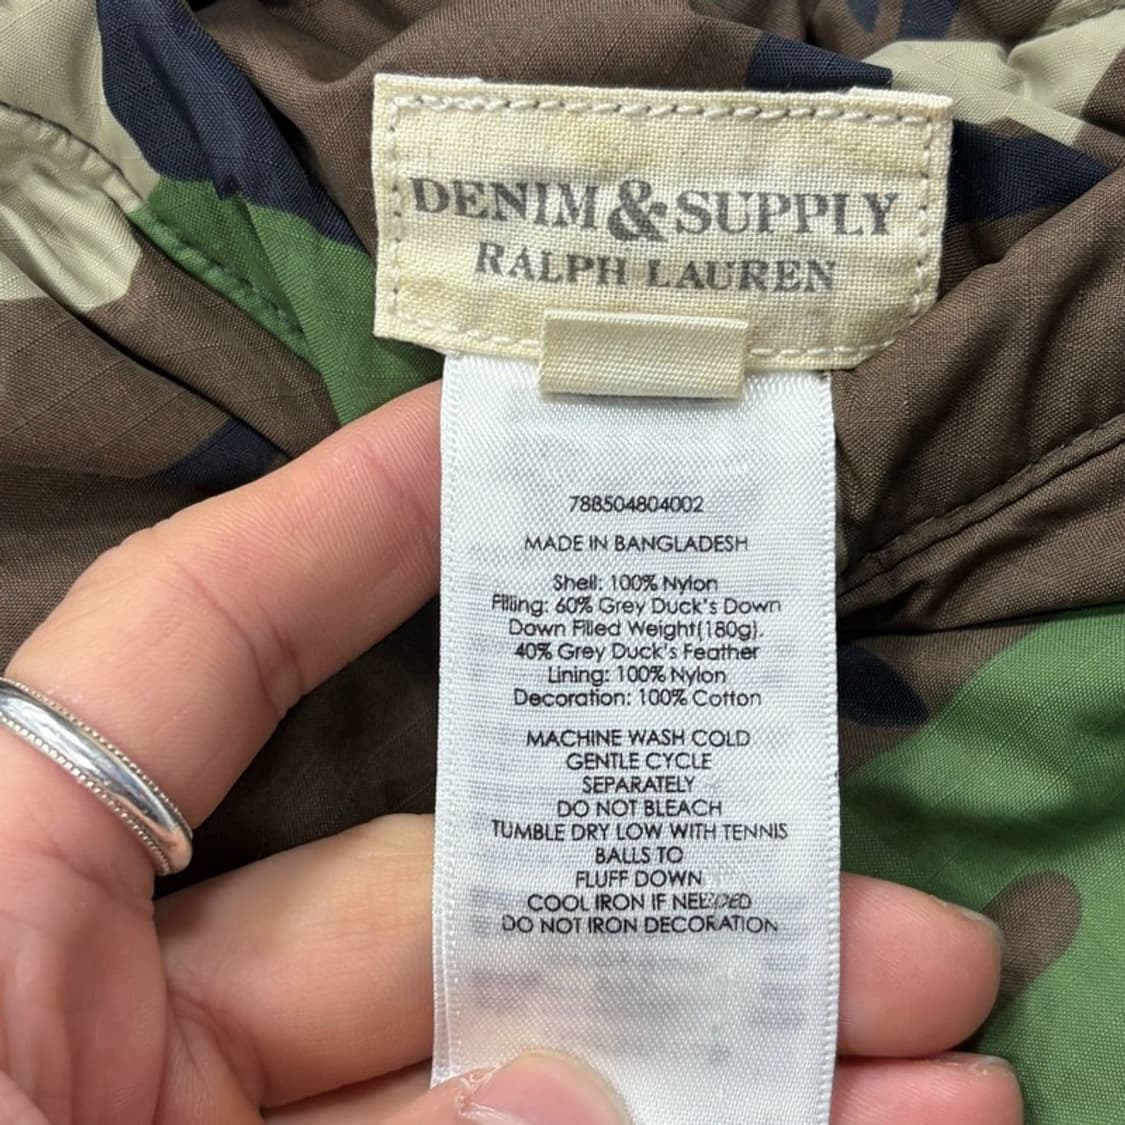 DENIM & SUPPLY
RALPH LAUREN
788504804002
MADE IN BANGLADESH
Shell: 100% Nylon
Filling: 60% Grey Duck's Down
Down Filled Weight(180g).
40% Grey Duck's Feather
Lining: 100% Nylon
Decoration: 100% Cotton
MACHINE WASH COLD
GENTLE CYCLE
SEPARATELY
DO NOT BLEACH
TUMBLE DRY LOW WITH TENNIS
BALLS TO
FLUFF DOWN
COOL IRON IF NEEDED
DO NOT IRON DECORATION